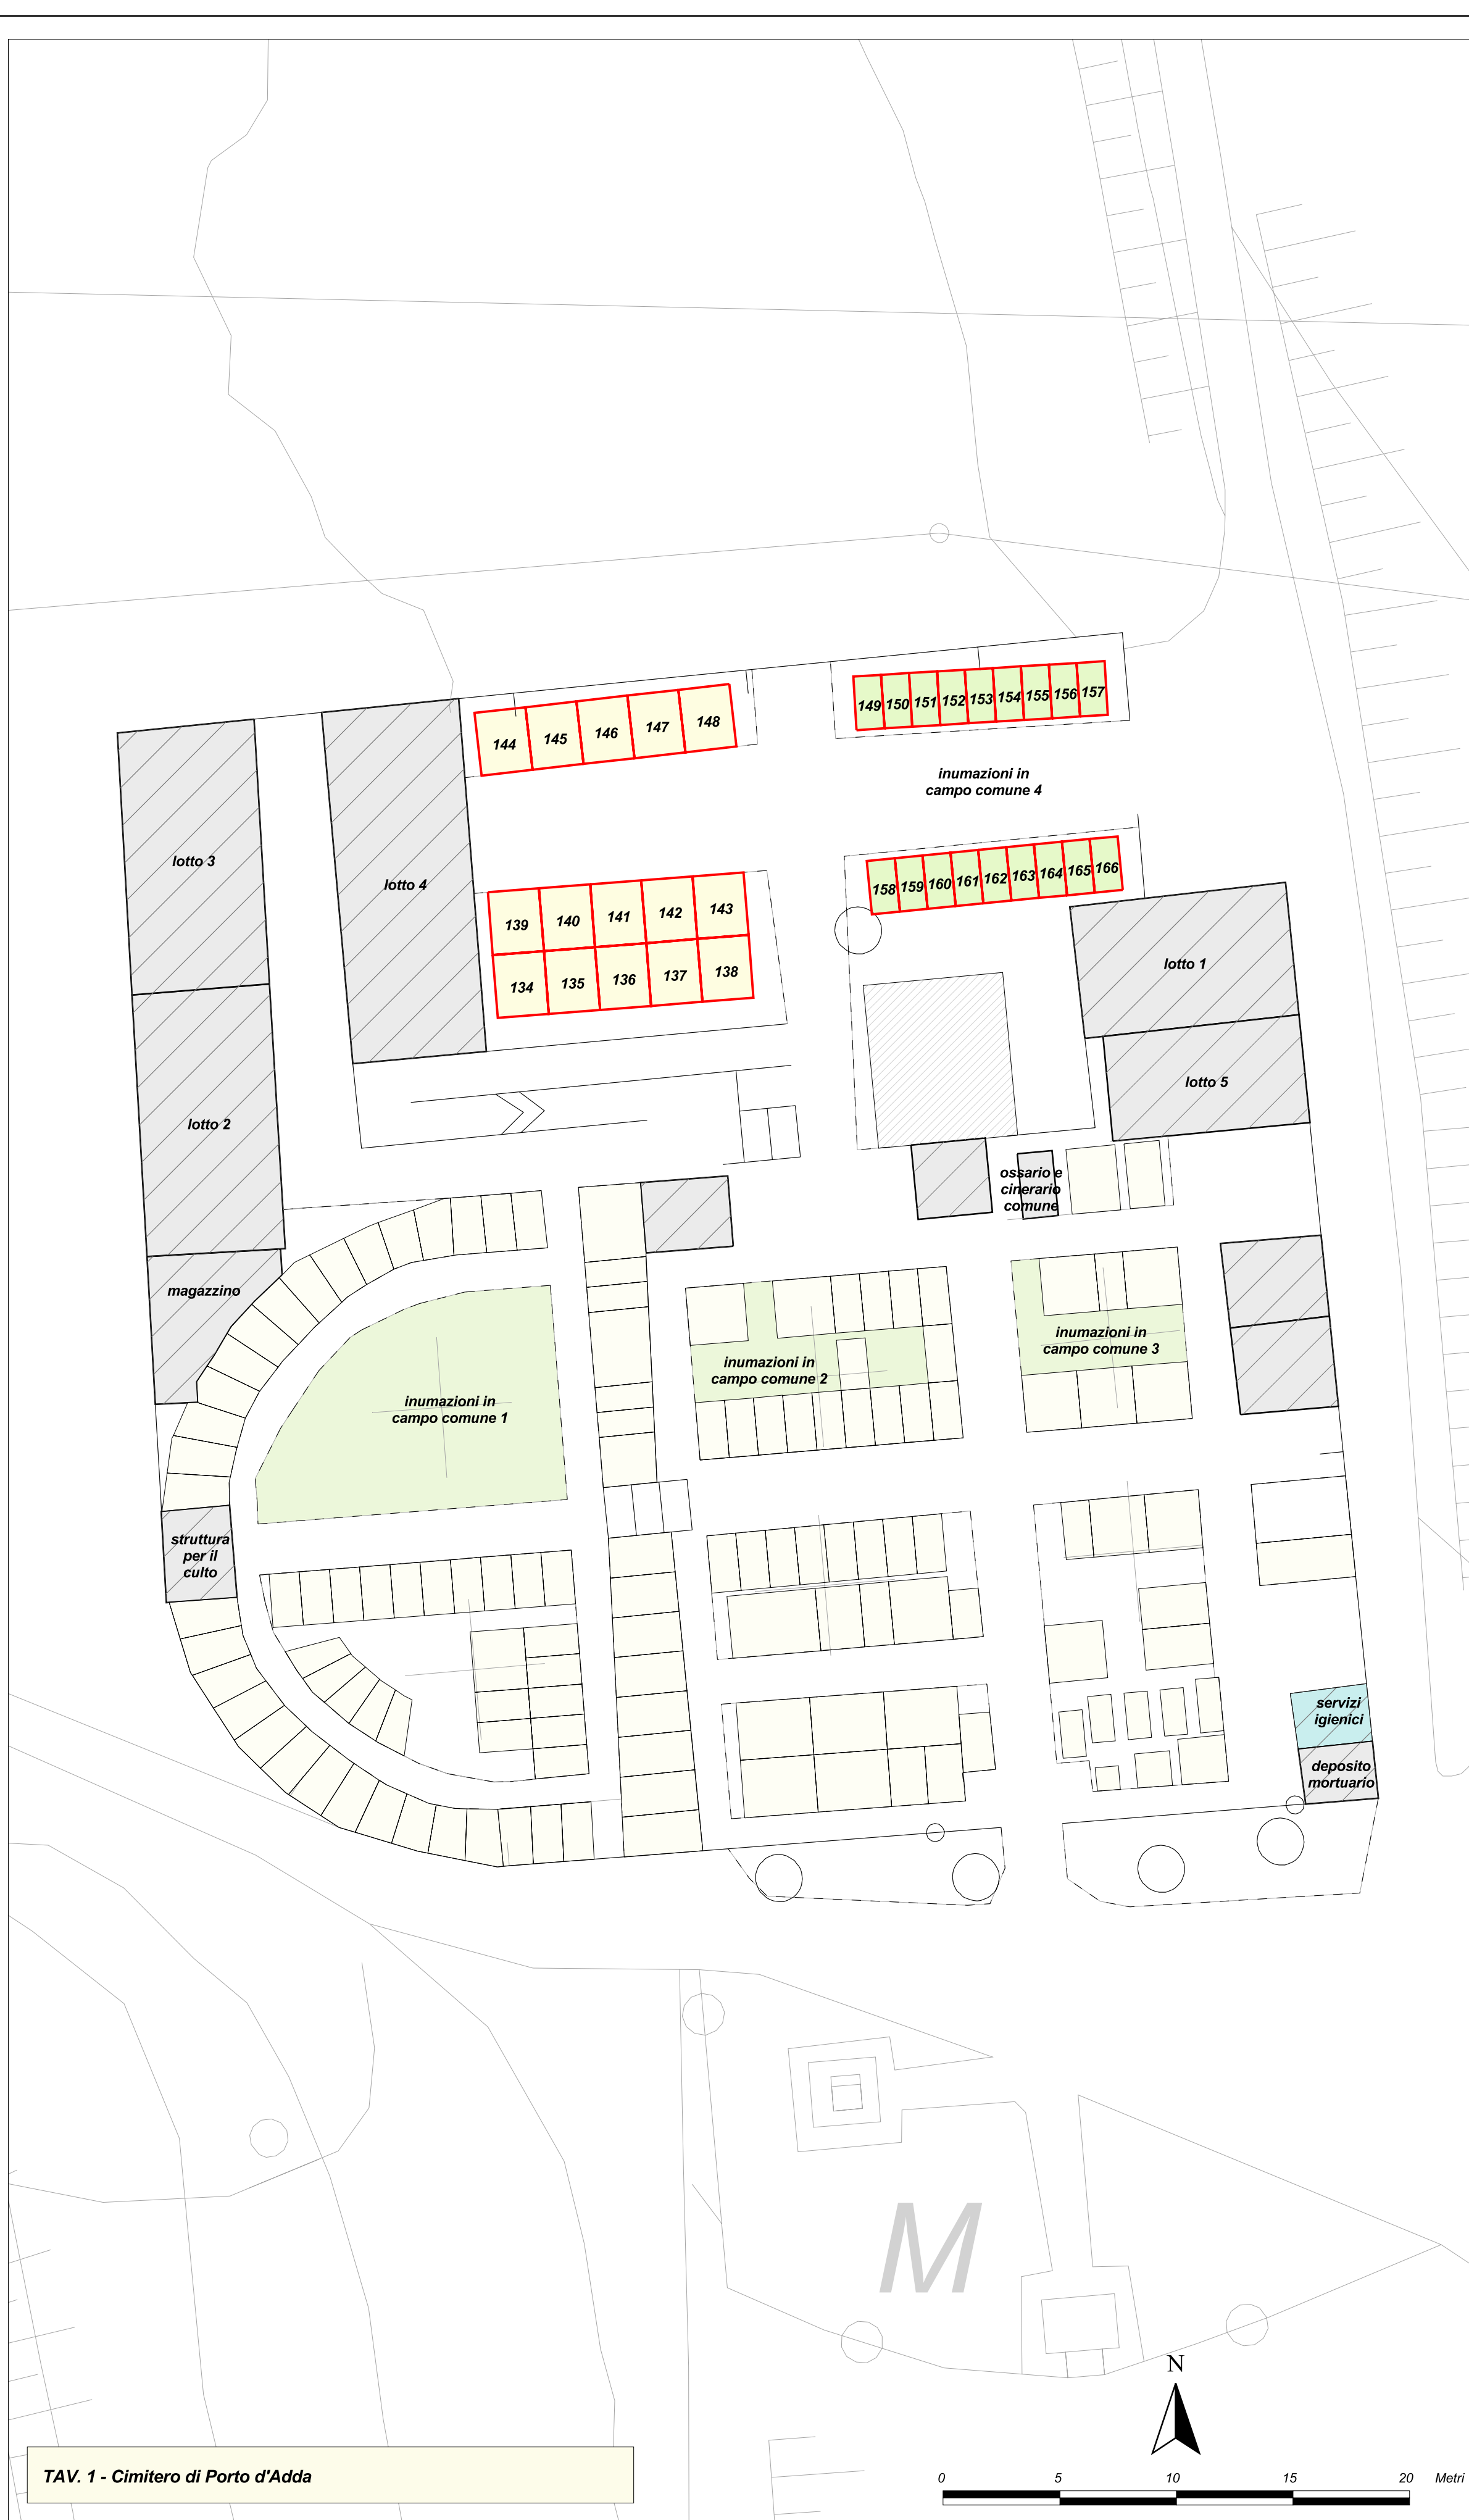 144 145 146 147 148
149 150 151 152 153 154 155 156 157
inumazioni in
campo comune 4
lotto 3
lotto 4
158 159 160 161 162 163 164 165 166
139 140 141 142 143
134 135 136 137 138
lotto 1
lotto 5
lotto 2
ossario e
cinerario
comune
magazzino
inumazioni in
campo comune 3
inumazioni in
campo comune 2
inumazioni in
campo comune 1
struttura
per il
culto
servizi
igienici
deposito
mortuario
M
N
TAV. 1 - Cimitero di Porto d'Adda
0 5 10 15 20 Metri